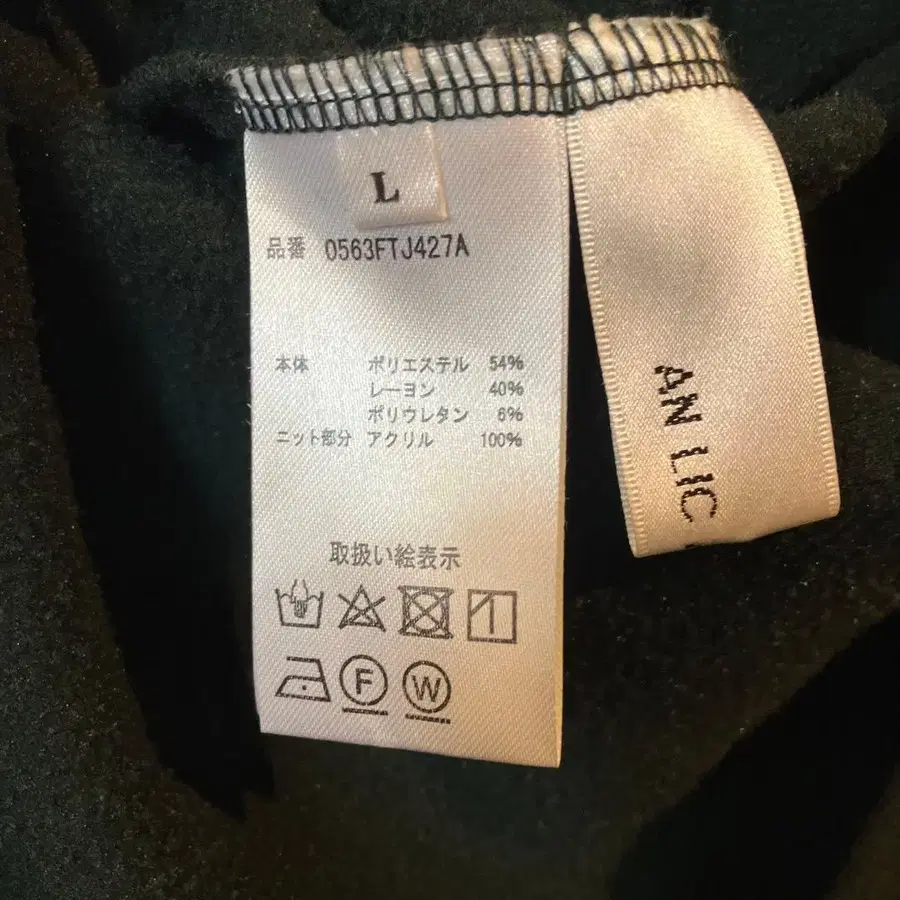 L
品番 0563FTJ427A
本体 ポリエステル 54%
レーヨン 40%
ポリウレタン 6%
ニット部分 アクリル 100%
取扱い絵表示
F W
AN LIC